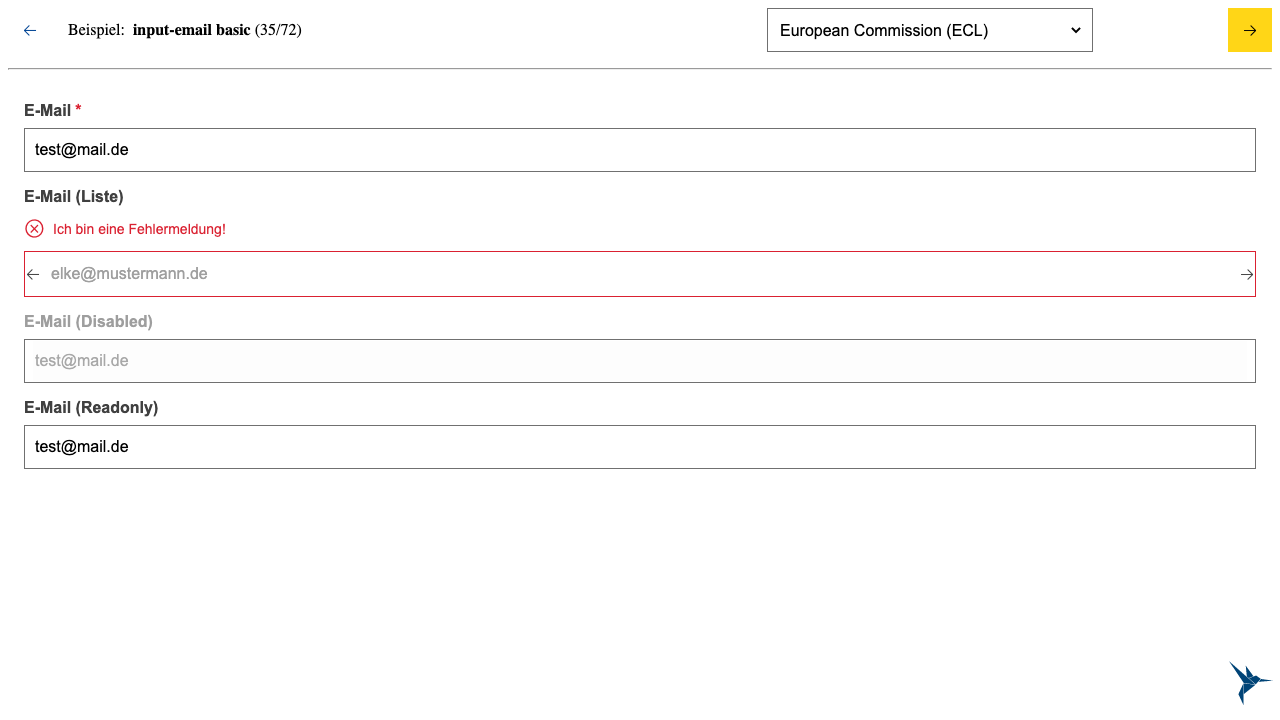 Beispiel: input-email basic (35/72)
European Commission (ECL)
E-Mail *
test@mail.de
E-Mail (Liste)
Ich bin eine Fehlermeldung!
elke@mustermann.de
E-Mail (Disabled)
test@mail.de
E-Mail (Readonly)
test@mail.de